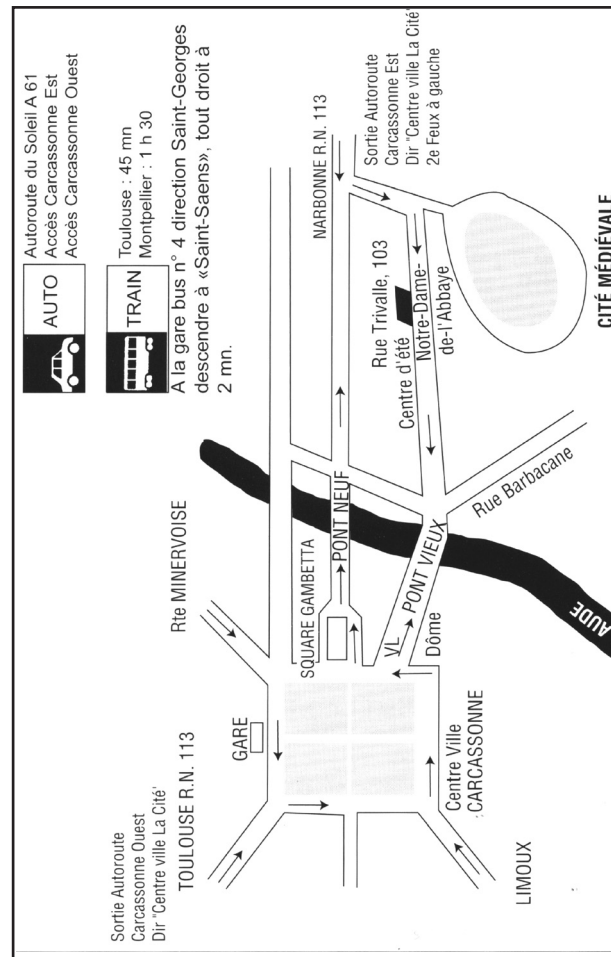 AUTO
Autoroute du Soleil A 61
Accès Carcassonne Est
Accès Carcassonne Ouest
TRAIN
Toulouse : 45 mn
Montpellier : 1 h 30
A la gare bus n° 4 direction Saint-Georges
descendre à «Saint-Saens», tout droit à
2 mn.
Sortie Autoroute
Carcassonne Ouest
Dir "Centre ville La Cité'
TOULOUSE R.N. 113
GARE
Rte MINERVOISE
SQUARE GAMBETTA
PONT NEUF
NARBONNE R.N. 113
Sortie Autoroute
Carcassonne Est
Dir "Centre ville La Cité'
2e Feux à gauche
Rue Trivalle, 103
Centre d'été
Notre-Dame-
de-l'Abbaye
CITÉ MÉDIÉVALE
VL
PONT VIEUX
Dôme
Rue Barbacane
AUDE
Centre Ville
CARCASSONNE
LIMOUX